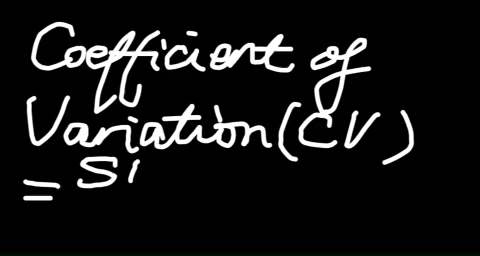 Coefficient of
Variation (CV)
= S